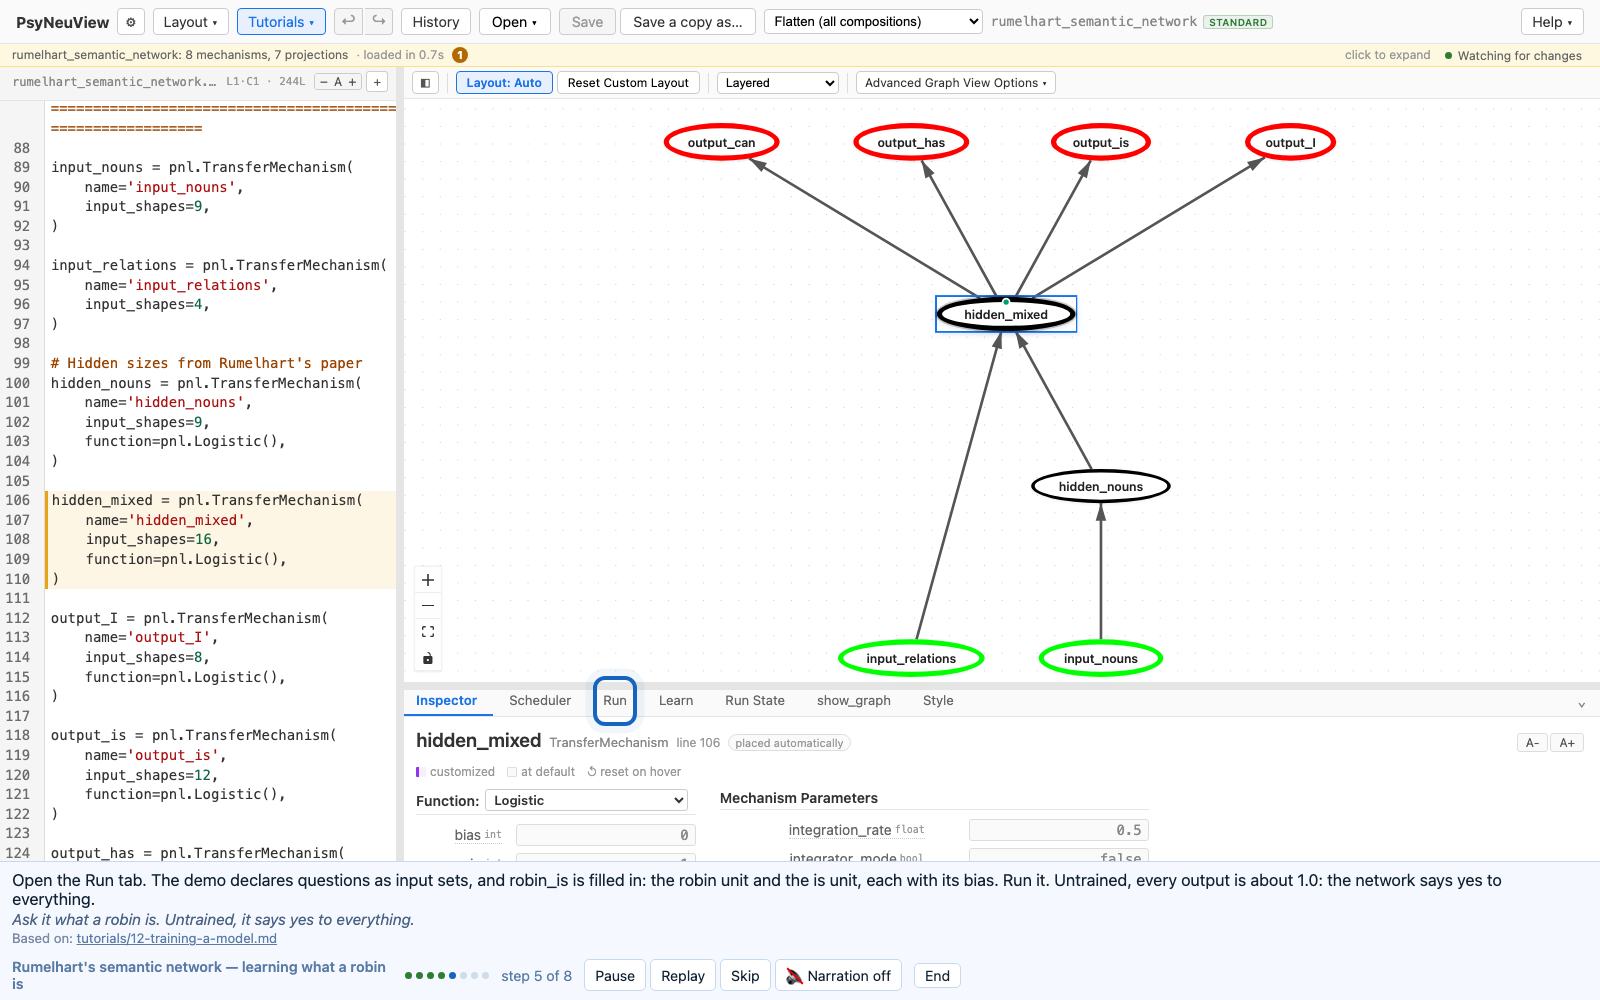 PsyNeuView ⚙ Layout ▾ Tutorials ▾ ↩ ↪ History Open ▾ Save Save a copy as... Flatten (all compositions) rumelhart_semantic_network STANDARD Help ▾
rumelhart_semantic_network: 8 mechanisms, 7 projections · loaded in 0.7s 1 click to expand Watching for changes
rumelhart_semantic_network.… L1·C1 · 244L − A + +
Layout: Auto Reset Custom Layout Layered Advanced Graph View Options ▾
=========================================
==================
88
89 input_nouns = pnl.TransferMechanism(
90 name='input_nouns',
91 input_shapes=9,
92 )
93
94 input_relations = pnl.TransferMechanism(
95 name='input_relations',
96 input_shapes=4,
97 )
98
99 # Hidden sizes from Rumelhart's paper
100 hidden_nouns = pnl.TransferMechanism(
101 name='hidden_nouns',
102 input_shapes=9,
103 function=pnl.Logistic(),
104 )
105
106 hidden_mixed = pnl.TransferMechanism(
107 name='hidden_mixed',
108 input_shapes=16,
109 function=pnl.Logistic(),
110 )
111
112 output_I = pnl.TransferMechanism(
113 name='output_I',
114 input_shapes=8,
115 function=pnl.Logistic(),
116 )
117
118 output_is = pnl.TransferMechanism(
119 name='output_is',
120 input_shapes=12,
121 function=pnl.Logistic(),
122 )
123
124 output_has = pnl.TransferMechanism(
output_can output_has output_is output_I
hidden_mixed
hidden_nouns
input_relations input_nouns
Inspector Scheduler Run Learn Run State show_graph Style
hidden_mixed TransferMechanism line 106 placed automatically A- A+
customized at default ↺ reset on hover
Function: Logistic
bias int 0
Mechanism Parameters
integration_rate float 0.5
integrator_mode bool false
Open the Run tab. The demo declares questions as input sets, and robin_is is filled in: the robin unit and the is unit, each with its bias. Run it. Untrained, every output is about 1.0: the network says yes to
everything.
Ask it what a robin is. Untrained, it says yes to everything.
Based on: tutorials/12-training-a-model.md
Rumelhart's semantic network — learning what a robin
is
step 5 of 8 Pause Replay Skip Narration off End